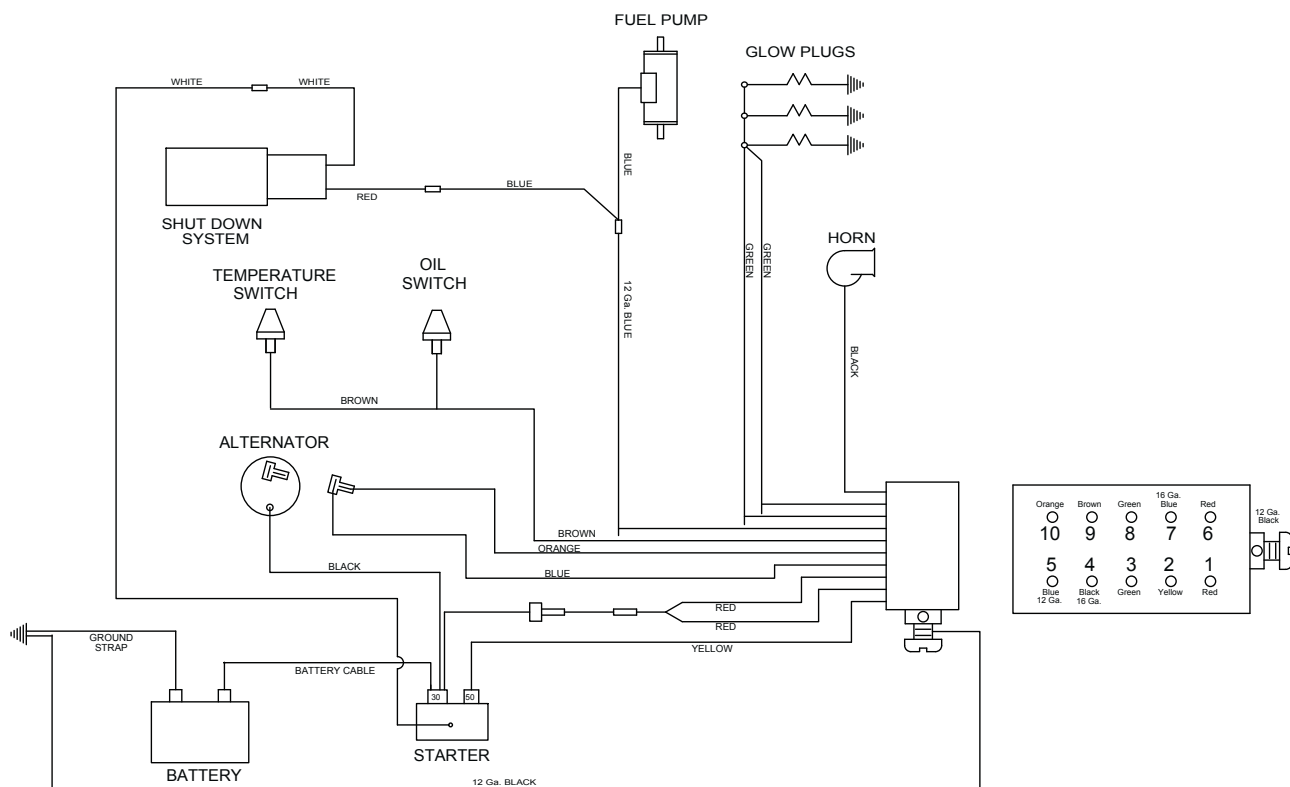 FUEL PUMP
GLOW PLUGS
WHITE
WHITE
BLUE
RED
BLUE
SHUT DOWN
SYSTEM
GREEN
GREEN
HORN
TEMPERATURE
SWITCH
OIL
SWITCH
12 Ga. BLUE
BLACK
BROWN
ALTERNATOR
BROWN
ORANGE
BLACK
BLUE
RED
RED
YELLOW
GROUND
STRAP
BATTERY CABLE
30
50
STARTER
BATTERY
12 Ga. BLACK
Orange
Brown
Green
16 Ga.
Blue
Red
10
9
8
7
6
12 Ga.
Black
5
4
3
2
1
Blue
12 Ga.
Black
16 Ga.
Green
Yellow
Red